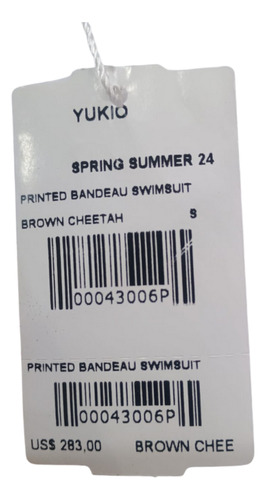 YUKIO
SPRING SUMMER 24
PRINTED BANDEAU SWIMSUIT
BROWN CHEETAH S
00043006P
PRINTED BANDEAU SWIMSUIT
00043006P
US$ 283,00 BROWN CHEE